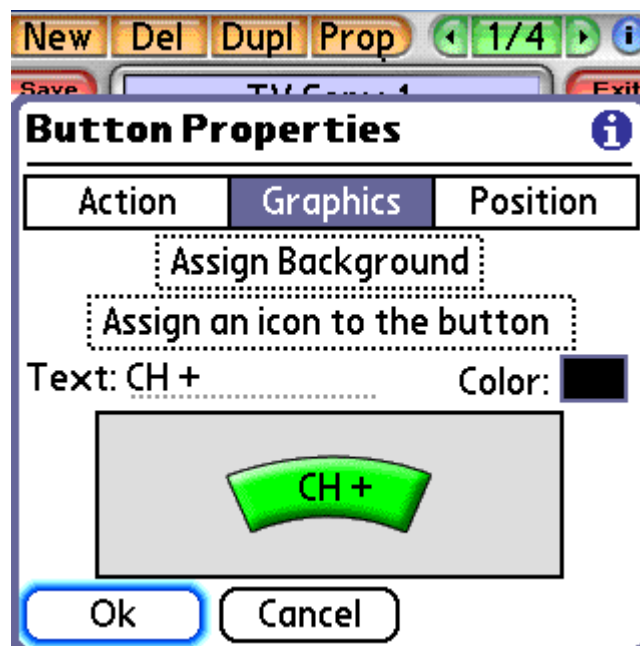 New Del Dupl Prop 1/4 i
Save Exit
Button Properties i
Action Graphics Position
Assign Background
Assign an icon to the button
Text: CH + Color:
CH +
Ok Cancel